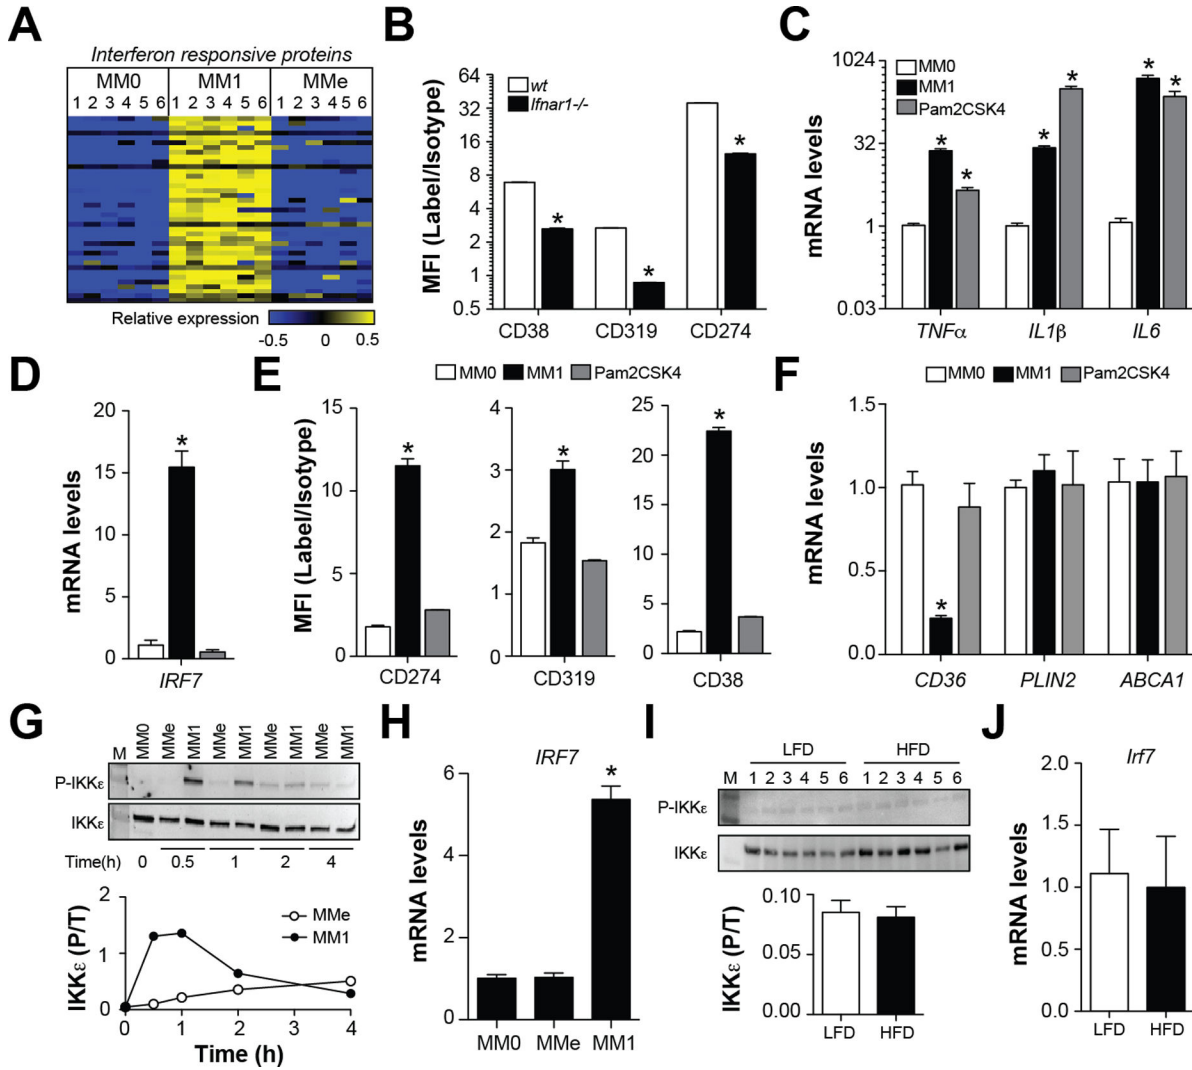 A
Interferon responsive proteins
MM0 MM1 MMe
1 2 3 4 5 6 1 2 3 4 5 6 1 2 3 4 5 6
Relative expression
-0.5 0 0.5
B
MFI (Label/Isotype)
64
32
16
8
4
2
1
0.5
wt
Ifnar1-/-
* * *
CD38 CD319 CD274
C
mRNA levels
1024
32
1
0.03
MM0
MM1
Pam2CSK4
* * * * * *
TNFα IL1β IL6
D
mRNA levels
20
15
10
5
0
*
IRF7
E
MM0 MM1 Pam2CSK4
MFI (Label/Isotype)
15
10
5
0
*
CD274
4
3
2
1
0
*
CD319
25
20
15
10
5
0
*
CD38
F
MM0 MM1 Pam2CSK4
mRNA levels
1.5
1.0
0.5
0.0
*
CD36 PLIN2 ABCA1
G
M MM0 MMe MM1 MMe MM1 MMe MM1 MMe MM1
P-IKKε
IKKε
Time(h) 0 0.5 1 2 4
IKKε (P/T)
2
1
0
MMe
MM1
0 1 2 3 4
Time (h)
H
IRF7
mRNA levels
6
4
2
0
*
MM0 MMe MM1
I
LFD HFD
M 1 2 3 4 5 6 1 2 3 4 5 6
P-IKKε
IKKε
IKKε (P/T)
0.10
0.05
0.00
LFD HFD
J
Irf7
mRNA levels
2.0
1.5
1.0
0.5
0.0
LFD HFD